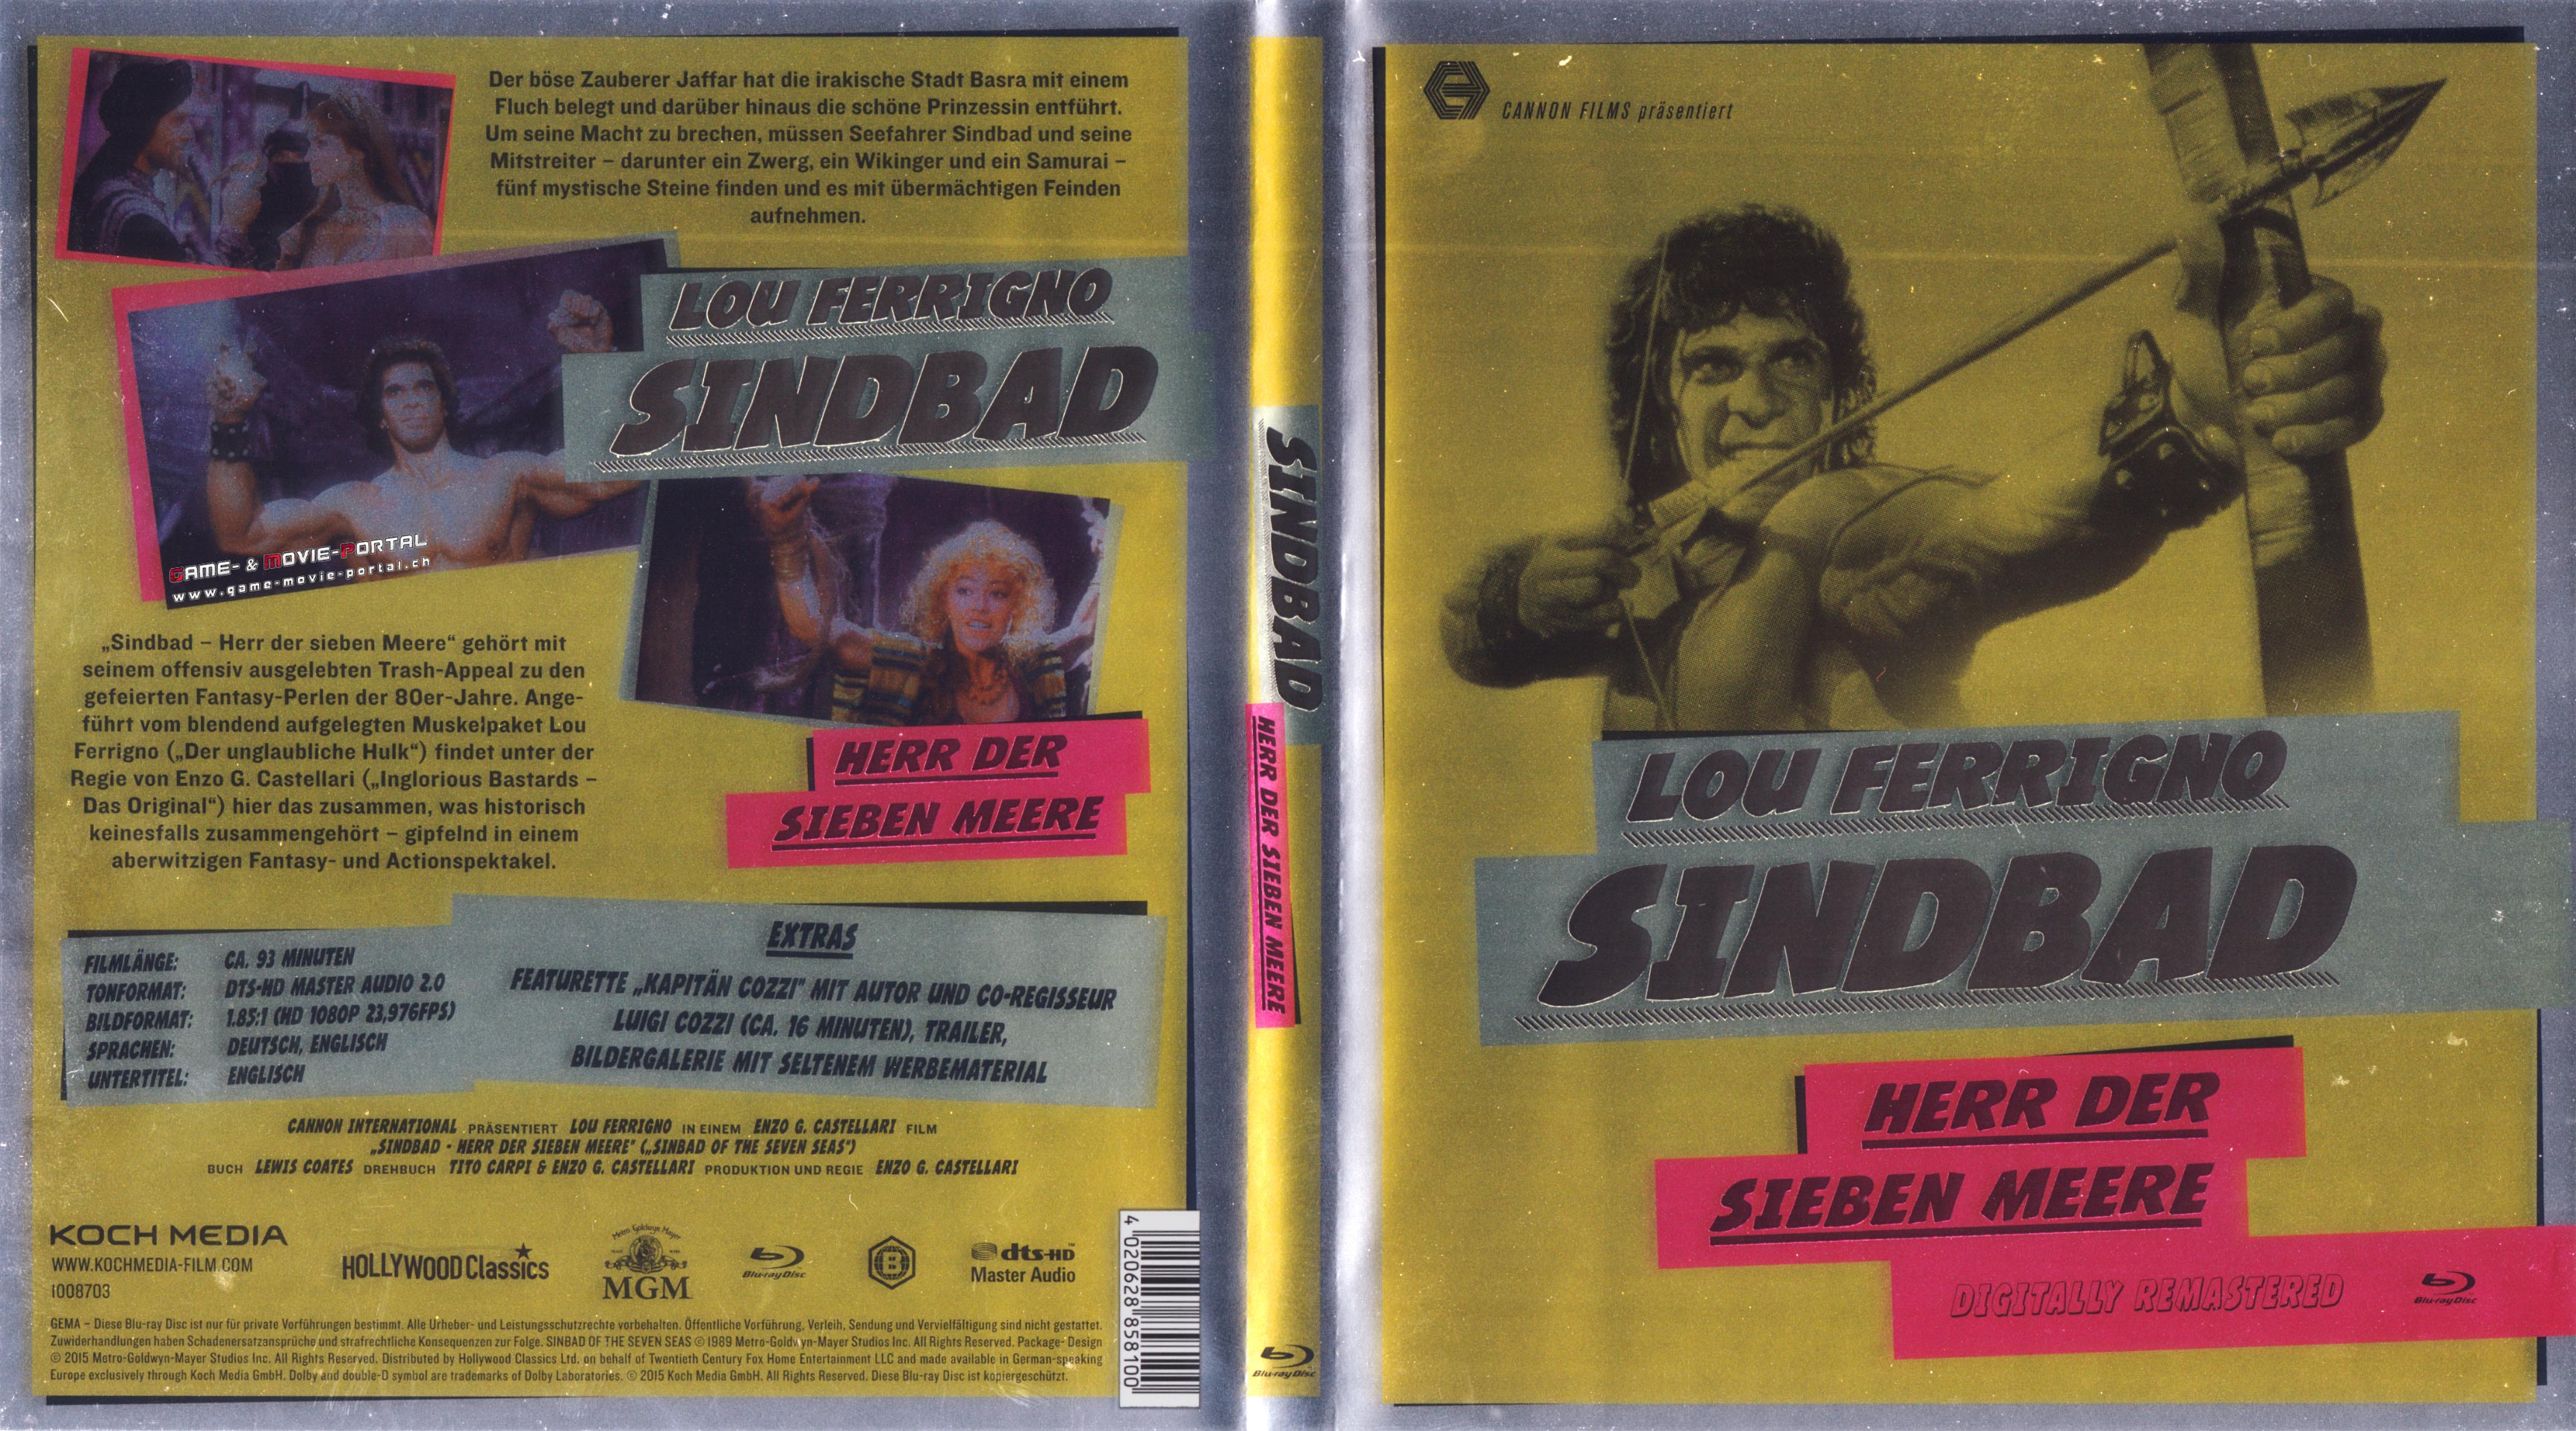 Der böse Zauberer Jaffar hat die irakische Stadt Basra mit einem
Fluch belegt und darüber hinaus die schöne Prinzessin entführt.
Um seine Macht zu brechen, müssen Seefahrer Sindbad und seine
Mitstreiter – darunter ein Zwerg, ein Wikinger und ein Samurai –
fünf mystische Steine finden und es mit übermächtigen Feinden
aufnehmen.
LOU FERRIGNO
SINDBAD
GAME- & MOVIE-PORTAL
www.game-movie-portal.ch
„Sindbad – Herr der sieben Meere“ gehört mit
seinem offensiv ausgelebten Trash-Appeal zu den
gefeierten Fantasy-Perlen der 80er-Jahre. Ange-
führt vom blendend aufgelegten Muskelpaket Lou
Ferrigno („Der unglaubliche Hulk“) findet unter der
Regie von Enzo G. Castellari („Inglorious Bastards –
Das Original“) hier das zusammen, was historisch
keinesfalls zusammengehört – gipfelnd in einem
aberwitzigen Fantasy- und Actionspektakel.
HERR DER
SIEBEN MEERE
FILMLÄNGE: CA. 93 MINUTEN
TONFORMAT: DTS-HD MASTER AUDIO 2.0
BILDFORMAT: 1.85:1 (HD 1080P 23,976FPS)
SPRACHEN: DEUTSCH, ENGLISCH
UNTERTITEL: ENGLISCH
EXTRAS
FEATURETTE „KAPITÄN COZZI“ MIT AUTOR UND CO-REGISSEUR
LUIGI COZZI (CA. 16 MINUTEN), TRAILER,
BILDERGALERIE MIT SELTENEM WERBEMATERIAL
CANNON INTERNATIONAL PRÄSENTIERT LOU FERRIGNO IN EINEM ENZO G. CASTELLARI FILM
„SINDBAD - HERR DER SIEBEN MEERE“ („SINBAD OF THE SEVEN SEAS“)
BUCH LEWIS COATES DREHBUCH TITO CARPI & ENZO G. CASTELLARI PRODUKTION UND REGIE ENZO G. CASTELLARI
KOCH MEDIA
WWW.KOCHMEDIA-FILM.COM
1008703
HOLLYWOOD Classics
Metro Goldwyn Mayer
MGM
Blu-ray Disc
B
dts-HD
Master Audio
4 020628 858100
GEMA – Diese Blu-ray Disc ist nur für private Vorführungen bestimmt. Alle Urheber- und Leistungsschutzrechte vorbehalten. Öffentliche Vorführung, Verleih, Sendung und Vervielfältigung sind nicht gestattet.
Zuwiderhandlungen haben Schadenersatzansprüche und strafrechtliche Konsequenzen zur Folge. SINBAD OF THE SEVEN SEAS © 1989 Metro-Goldwyn-Mayer Studios Inc. All Rights Reserved. Package- Design
© 2015 Metro-Goldwyn-Mayer Studios Inc. All Rights Reserved. Distributed by Hollywood Classics Ltd. on behalf of Twentieth Century Fox Home Entertainment LLC and made available in German-speaking
Europe exclusively through Koch Media GmbH. Dolby and double-D symbol are trademarks of Dolby Laboratories. © 2015 Koch Media GmbH. All Rights Reserved. Diese Blu-ray Disc ist kopiergeschützt.
SINDBAD
HERR DER SIEBEN MEERE
Blu-ray Disc
CANNON FILMS präsentiert
LOU FERRIGNO
SINDBAD
HERR DER
SIEBEN MEERE
DIGITALLY REMASTERED
Blu-ray Disc